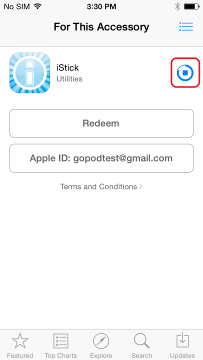 No SIM 3:30 PM
For This Accessory
iStick
Utilities
Redeem
Apple ID: gopodtest@gmail.com
Terms and Conditions >
Featured Top Charts Explore Search Updates